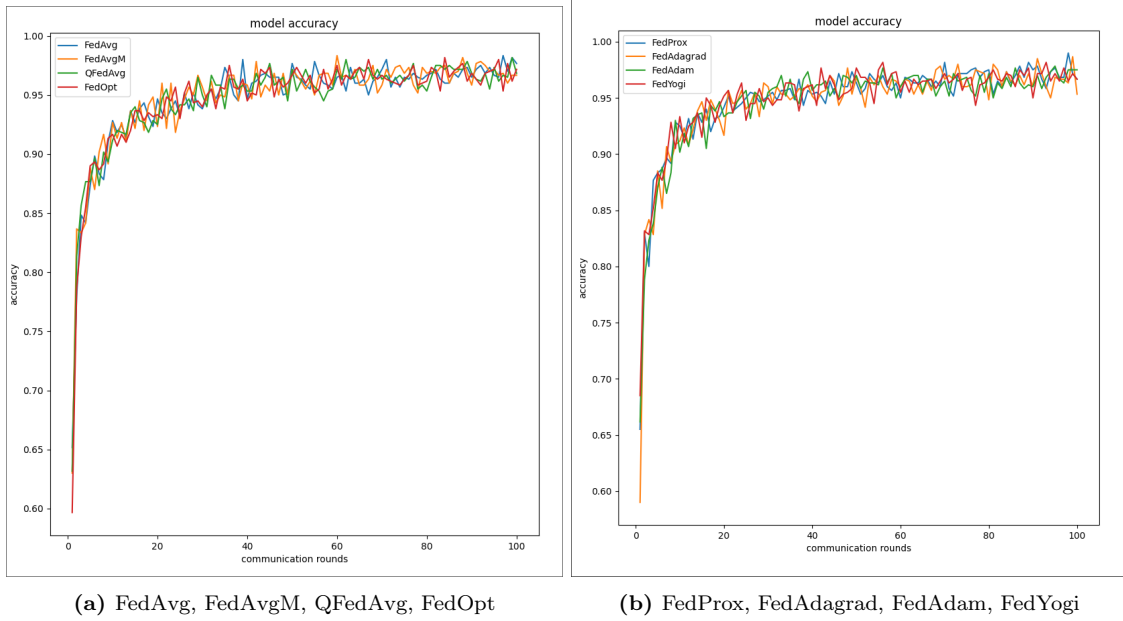 model accuracy
1.00
0.95
0.90
0.85
0.80
0.75
0.70
0.65
0.60
accuracy
FedAvg
FedAvgM
QFedAvg
FedOpt
0
20
40
60
80
100
communication rounds
(a) FedAvg, FedAvgM, QFedAvg, FedOpt
model accuracy
1.00
0.95
0.90
0.85
0.80
0.75
0.70
0.65
0.60
accuracy
FedProx
FedAdagrad
FedAdam
FedYogi
0
20
40
60
80
100
communication rounds
(b) FedProx, FedAdagrad, FedAdam, FedYogi